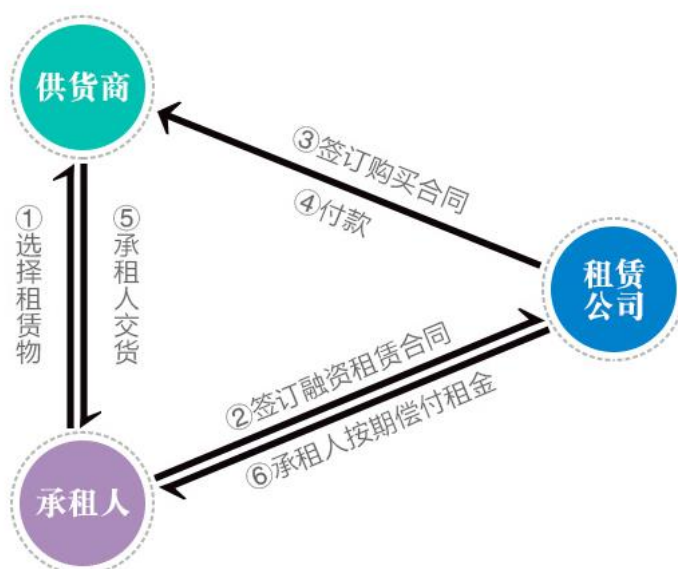 供货商
③签订购买合同
④付款
①选择租赁物
⑤承租人交货
租赁
公司
②签订融资租赁合同
⑥承租人按期偿付租金
承租人